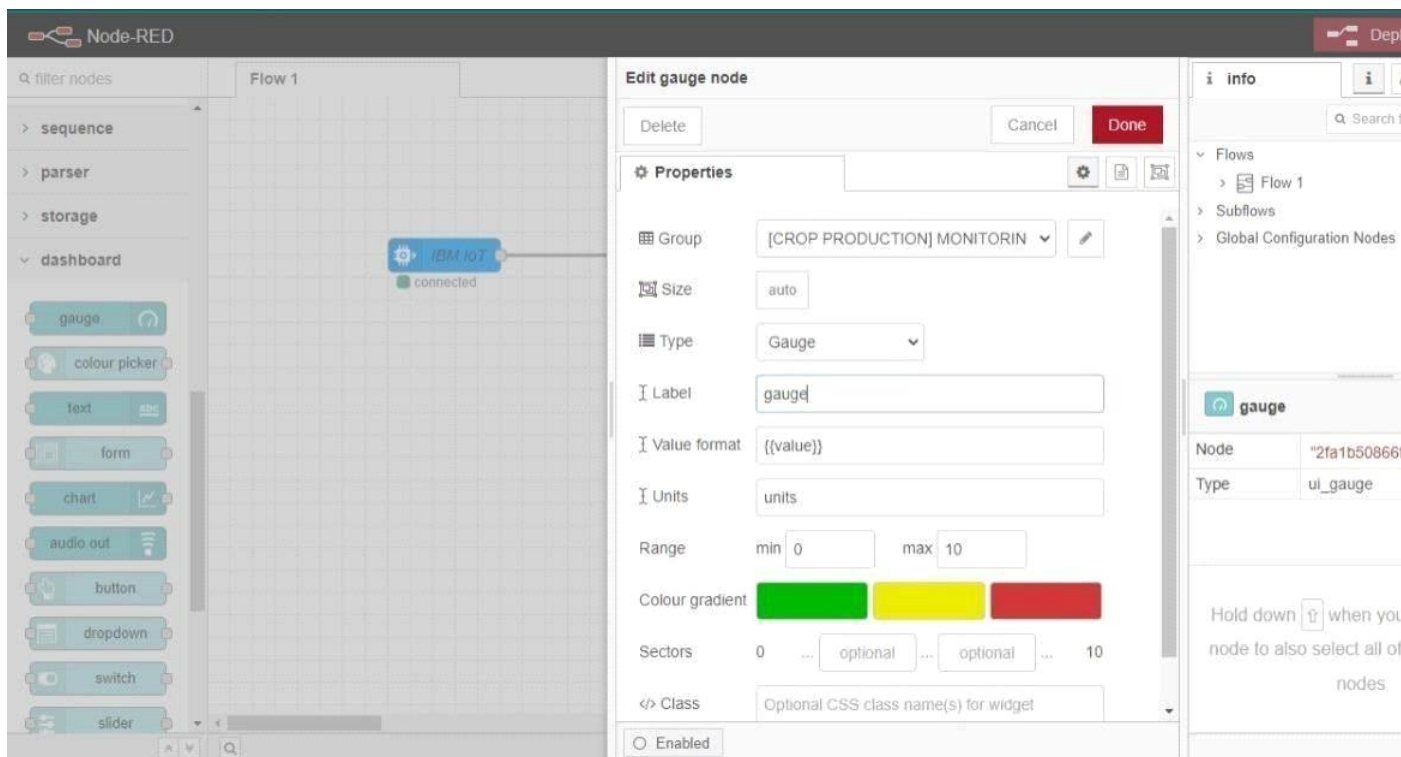 Node-RED
Dep
filter nodes
sequence
parser
storage
dashboard
gauge
colour picker
text
abc
form
chart
audio out
button
dropdown
switch
slider
Flow 1
IBM IoT
connected
Edit gauge node
Delete
Cancel
Done
Properties
Group
[CROP PRODUCTION] MONITORIN
Size
auto
Type
Gauge
Label
gauge
Value format
{{value}}
Units
units
Range
min 0
max 10
Colour gradient
Sectors
0 ... optional ... optional ... 10
</> Class
Optional CSS class name(s) for widget
Enabled
i info
i
Search
Flows
Flow 1
Subflows
Global Configuration Nodes
gauge
Node "2fa1b50866
Type ui_gauge
Hold down ⇧ when you
node to also select all of
nodes